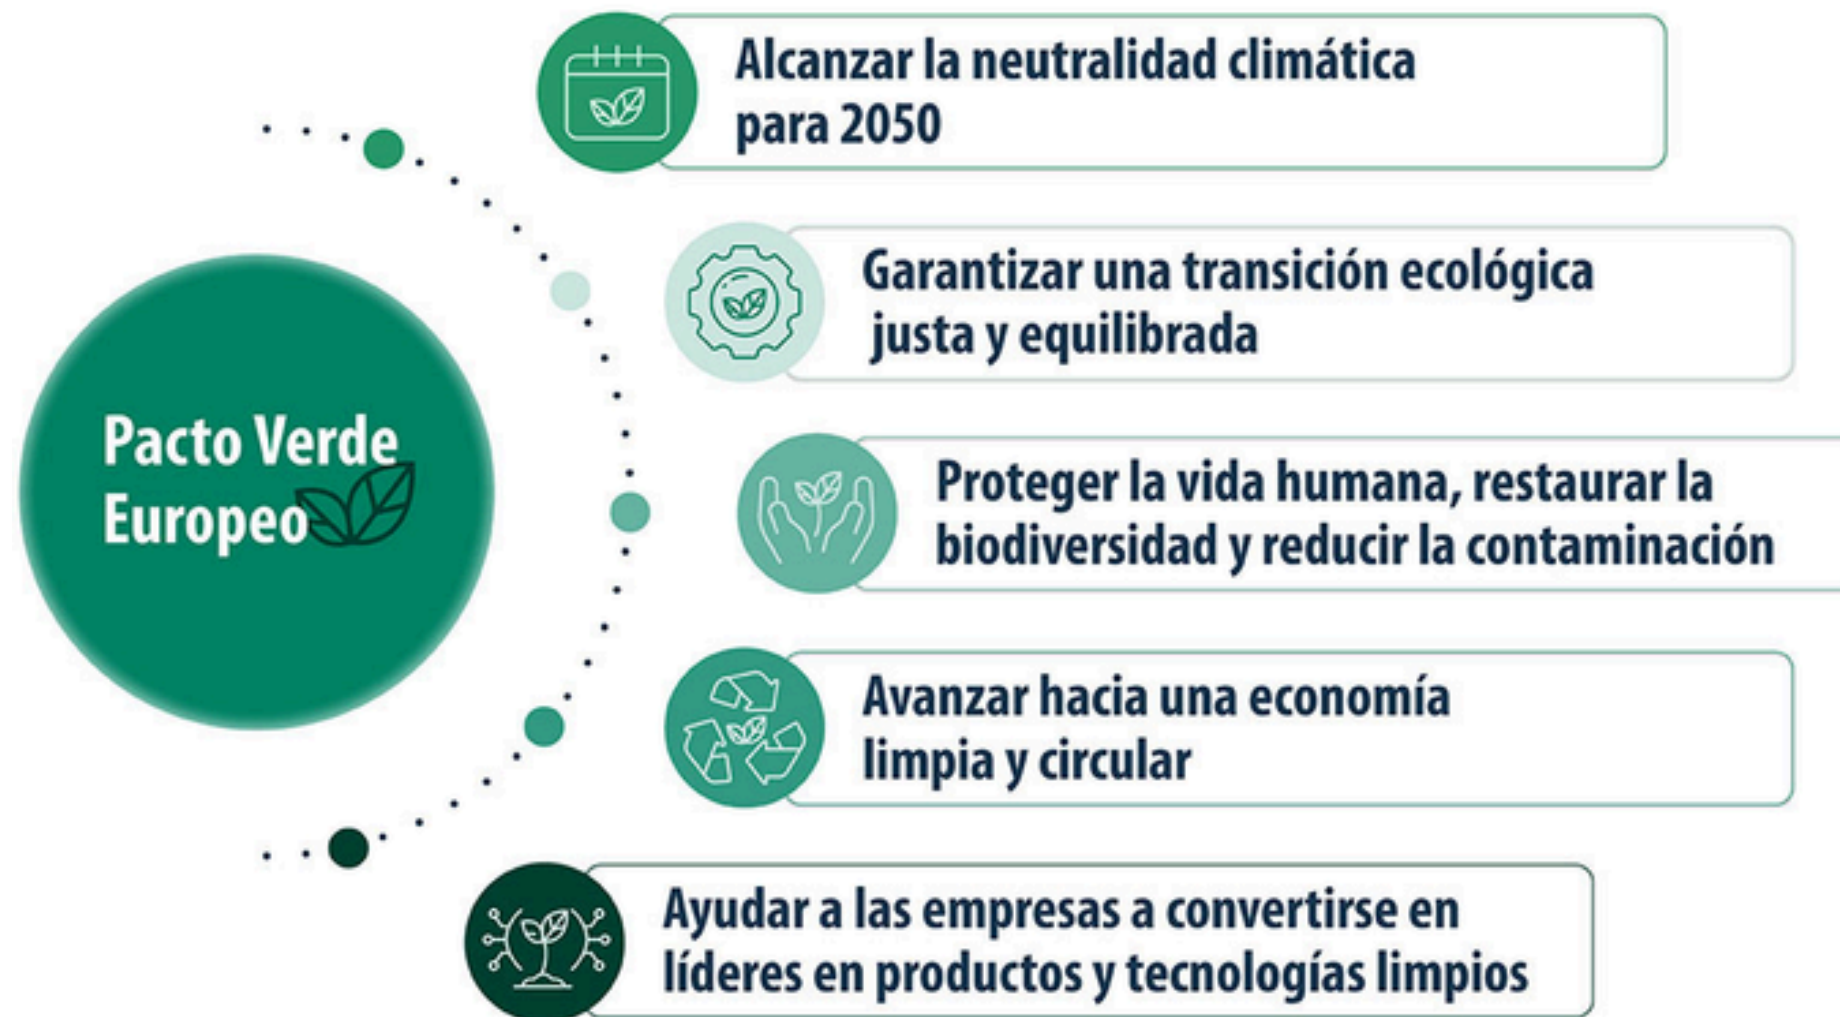 Pacto Verde
Europeo
Alcanzar la neutralidad climática
para 2050
Garantizar una transición ecológica
justa y equilibrada
Proteger la vida humana, restaurar la
biodiversidad y reducir la contaminación
Avanzar hacia una economía
limpia y circular
Ayudar a las empresas a convertirse en
líderes en productos y tecnologías limpios